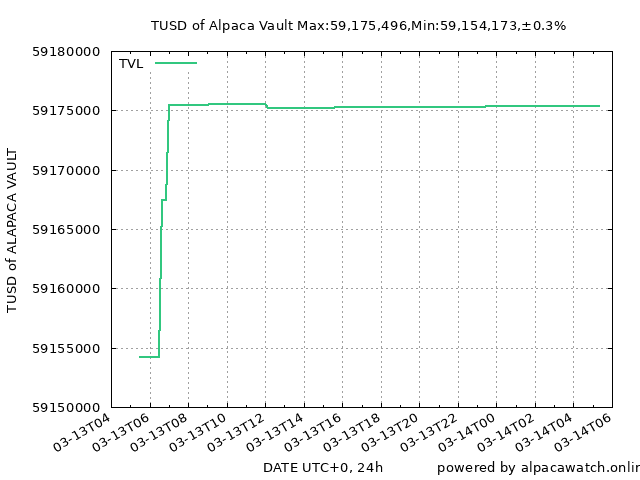 TUSD of Alpaca Vault Max:59,175,496,Min:59,154,173,±0.3%
TVL
59180000
59175000
59170000
59165000
59160000
59155000
59150000
TUSD of ALAPACA VAULT
03-13T04
03-13T06
03-13T08
03-13T10
03-13T12
03-13T14
03-13T16
03-13T18
03-13T20
03-13T22
03-14T00
03-14T02
03-14T04
03-14T06
DATE UTC+0, 24h
powered by alpacawatch.onlin